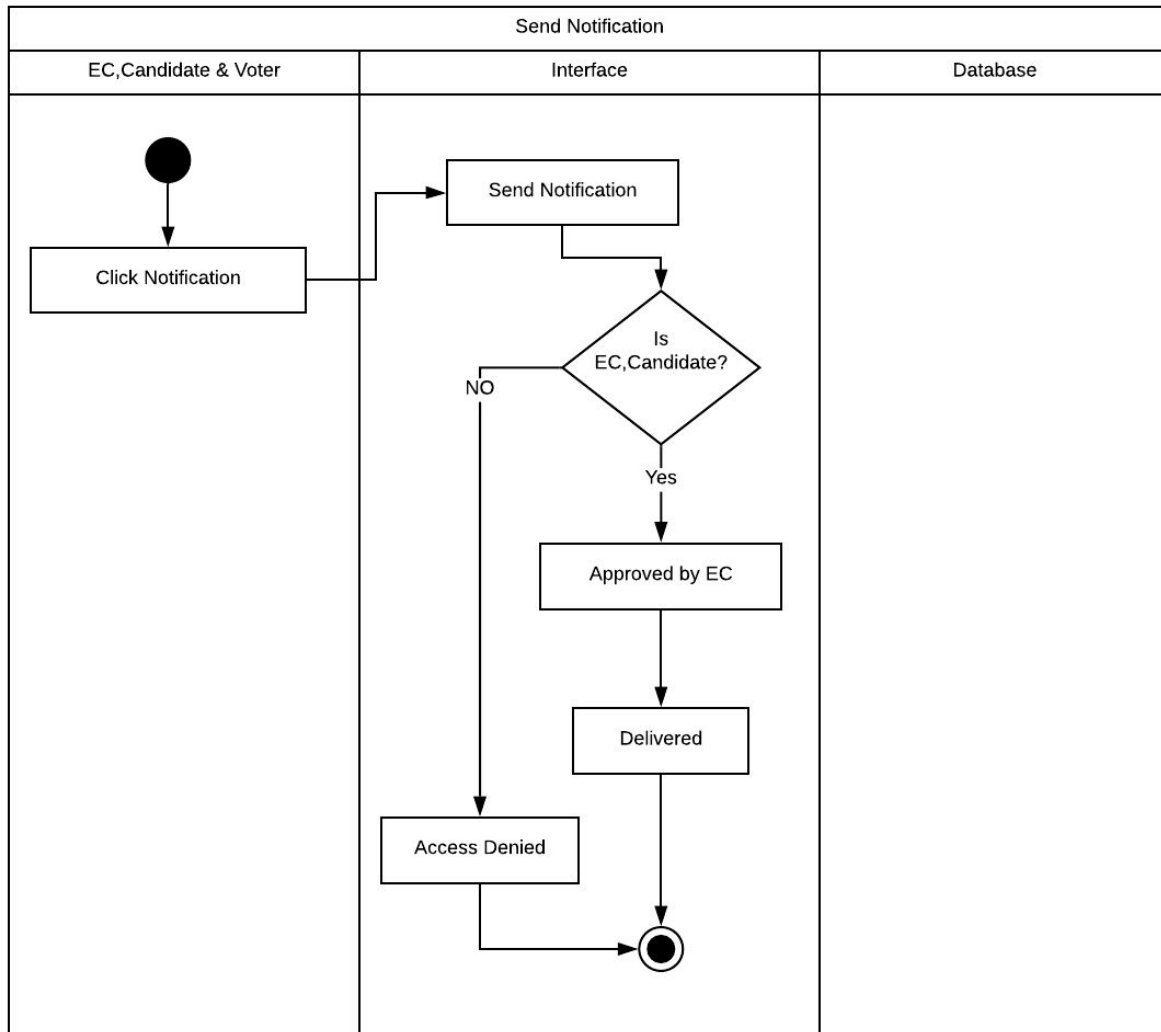 Send Notification
EC,Candidate & Voter
Interface
Database
Send Notification
Click Notification
Is
EC,Candidate?
NO
Yes
Approved by EC
Delivered
Access Denied